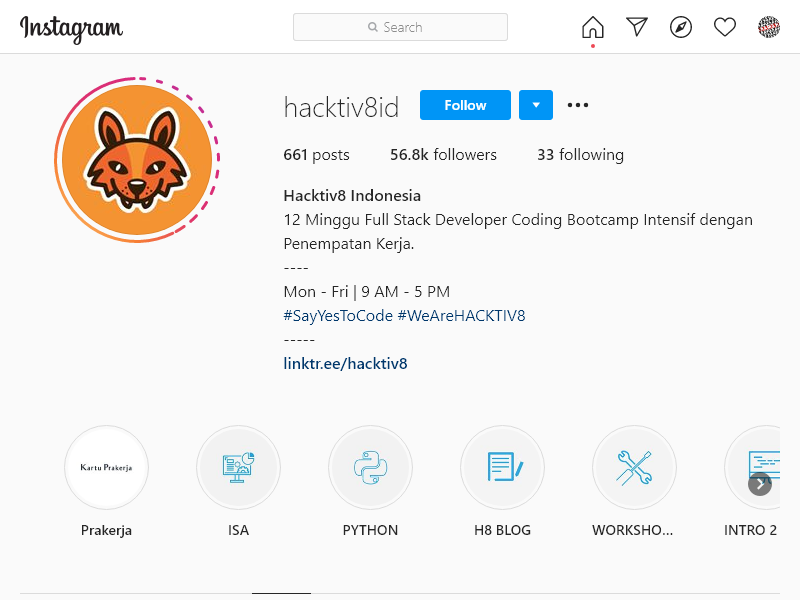 Instagram
Search
hacktiv8id
Follow
661 posts
56.8k followers
33 following
Hacktiv8 Indonesia
12 Minggu Full Stack Developer Coding Bootcamp Intensif dengan
Penempatan Kerja.
----
Mon - Fri | 9 AM - 5 PM
#SayYesToCode #WeAreHACKTIV8
-----
linktr.ee/hacktiv8
Kartu Prakerja
Prakerja
ISA
PYTHON
H8 BLOG
WORKSHO...
INTRO 2